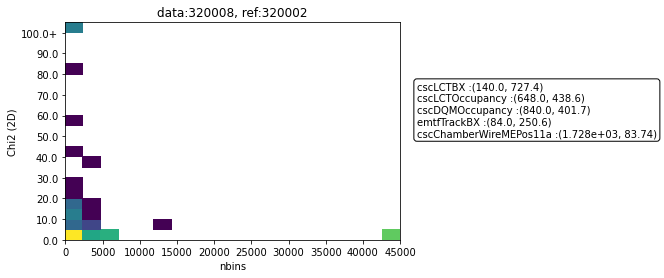 data:320008, ref:320002
100.0+
90.0
80.0
70.0
60.0
50.0
40.0
30.0
20.0
10.0
0.0
Chi2 (2D)
0 5000 10000 15000 20000 25000 30000 35000 40000 45000
nbins
cscLCTBX :(140.0, 727.4)
cscLCTOccupancy :(648.0, 438.6)
cscDQMOccupancy :(840.0, 401.7)
emtfTrackBX :(84.0, 250.6)
cscChamberWireMEPos11a :(1.728e+03, 83.74)